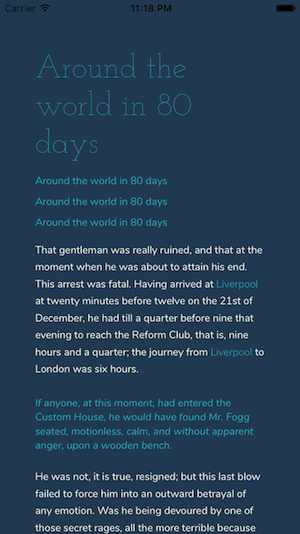 Carrier 11:18 PM
Around the
world in 80
days
Around the world in 80 days
Around the world in 80 days
Around the world in 80 days
That gentleman was really ruined, and that at the
moment when he was about to attain his end.
This arrest was fatal. Having arrived at Liverpool
at twenty minutes before twelve on the 21st of
December, he had till a quarter before nine that
evening to reach the Reform Club, that is, nine
hours and a quarter; the journey from Liverpool to
London was six hours.
If anyone, at this moment, had entered the
Custom House, he would have found Mr. Fogg
seated, motionless, calm, and without apparent
anger, upon a wooden bench.
He was not, it is true, resigned; but this last blow
failed to force him into an outward betrayal of
any emotion. Was he being devoured by one of
those secret rages, all the more terrible because